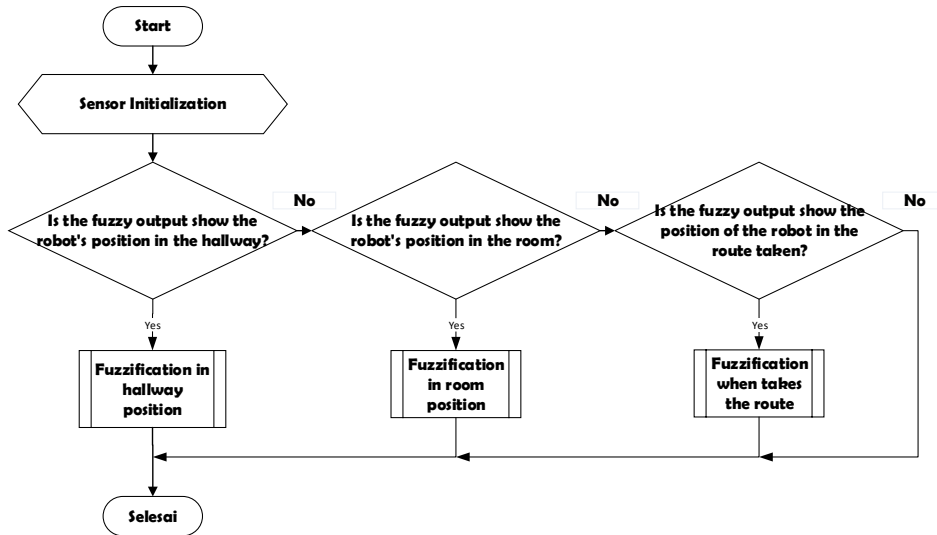 Start
Sensor Initialization
Is the fuzzy output show the
robot's position in the hallway?
No
Is the fuzzy output show the
robot's position in the room?
No
Is the fuzzy output show the
position of the robot in the
route taken?
No
Yes
Yes
Yes
Fuzzification in
hallway
position
Fuzzification
in room
position
Fuzzification
when takes
the route
Selesai